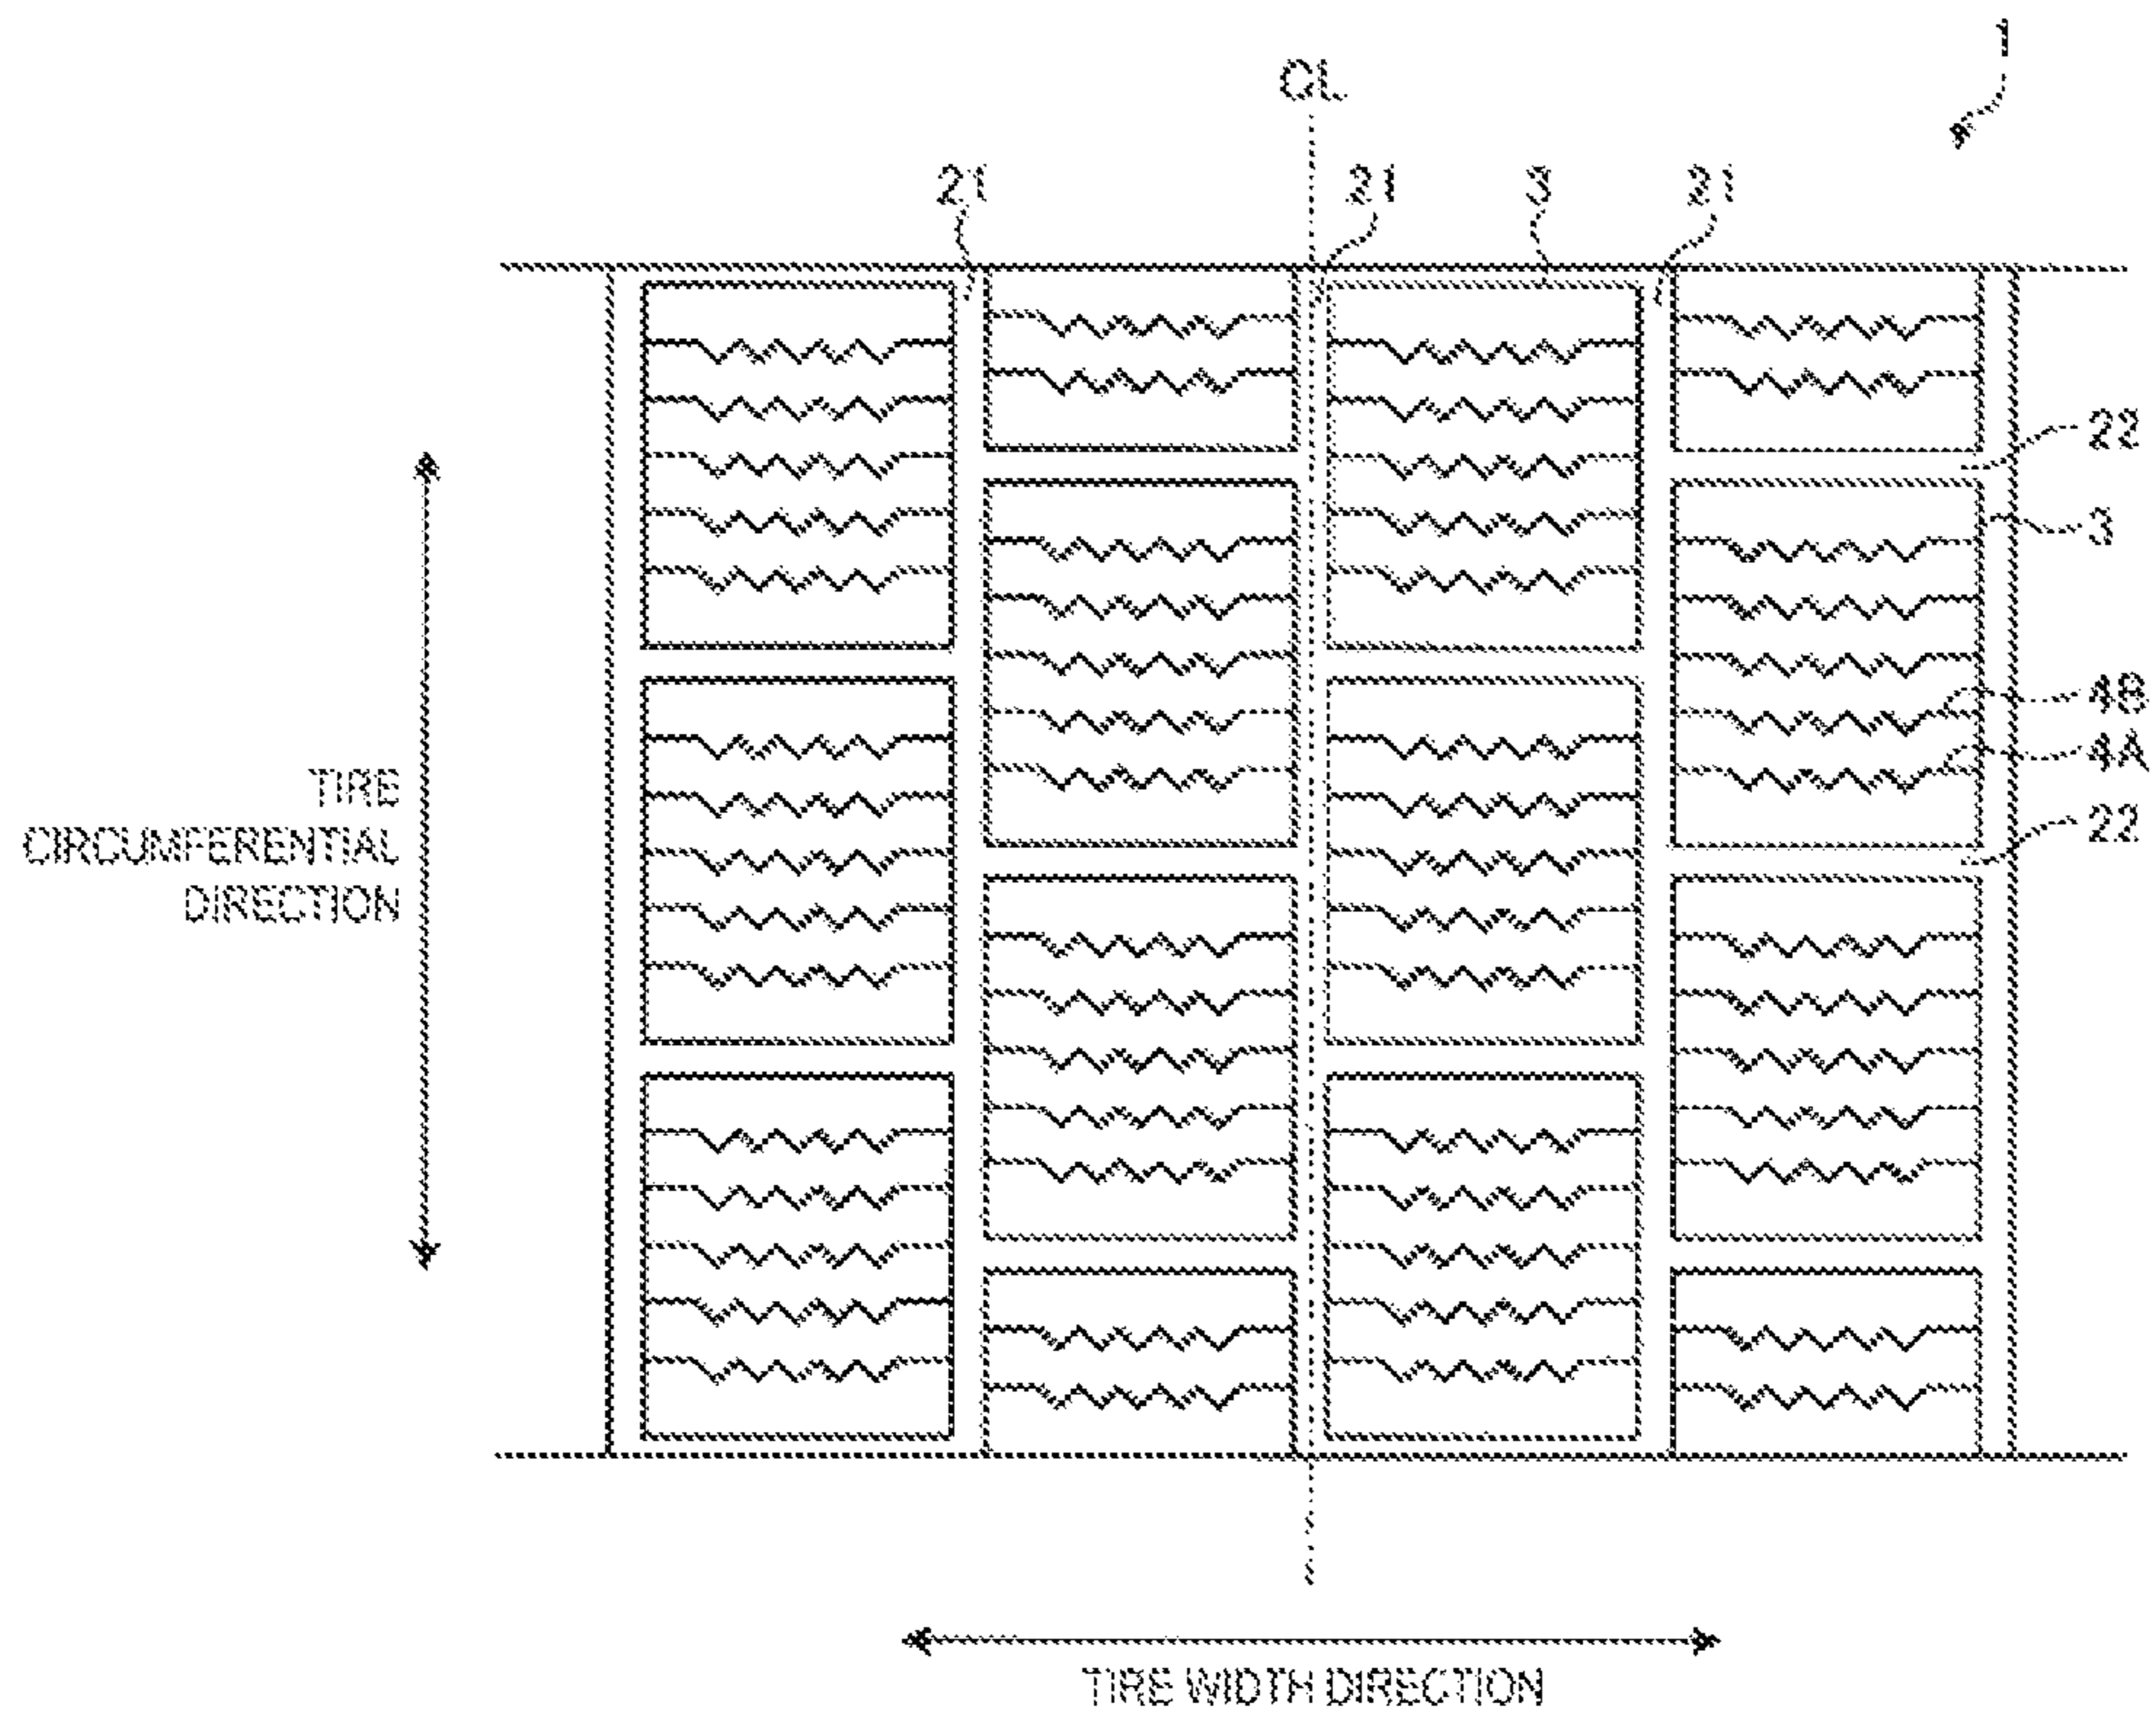 1
CL
21
21
3
21
22
3
4B
4A
22
TIRE
CIRCUMFERENTIAL
DIRECTION
TIRE WIDTH DIRECTION